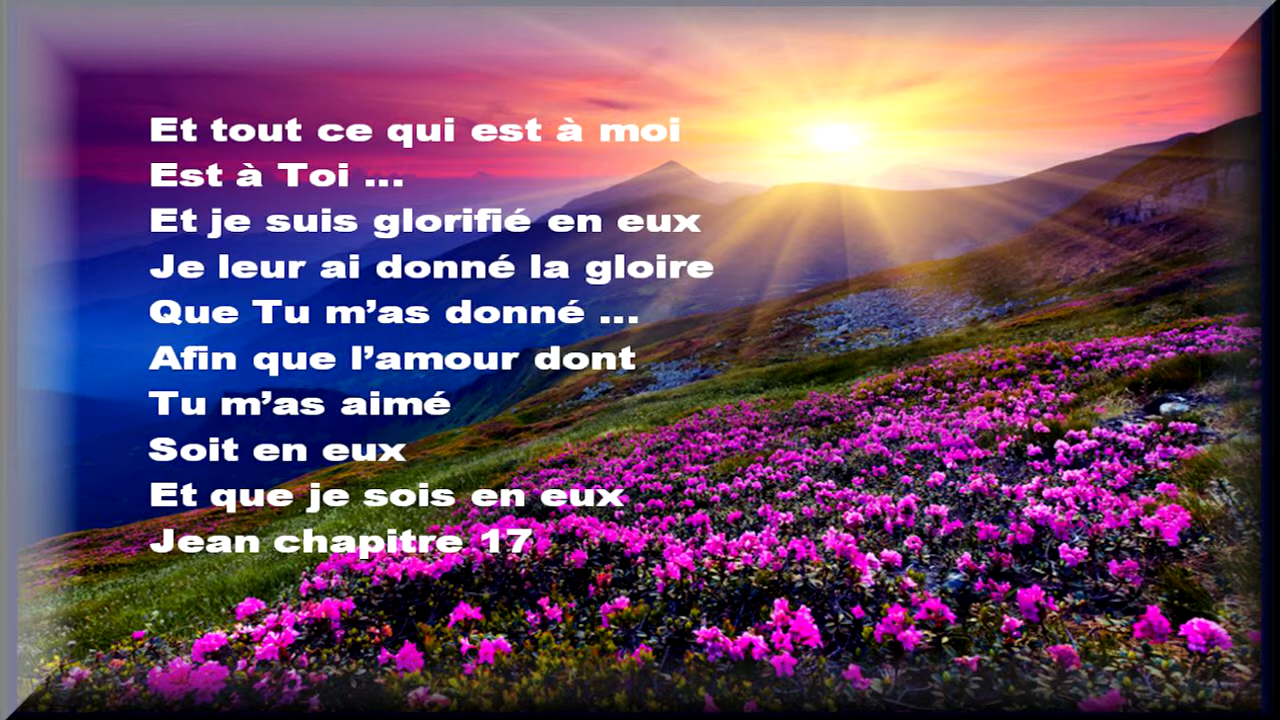 Et tout ce qui est à moi
Est à Toi ...
Et je suis glorifié en eux
Je leur ai donné la gloire
Que Tu m’as donné ...
Afin que l’amour dont
Tu m’as aimé
Soit en eux
Et que je sois en eux
Jean chapitre 17